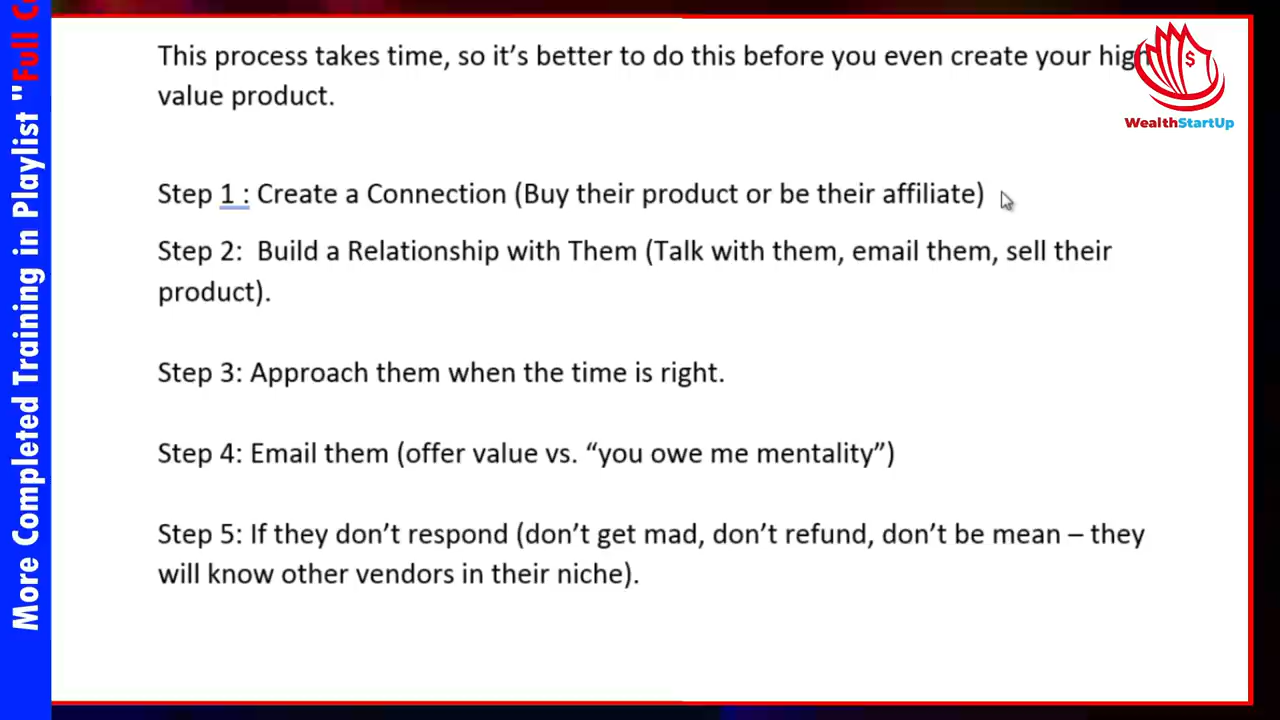 This process takes time, so it’s better to do this before you even create your high
value product.
WealthStartUp
Step 1 : Create a Connection (Buy their product or be their affiliate)
Step 2:  Build a Relationship with Them (Talk with them, email them, sell their
product).
Step 3: Approach them when the time is right.
Step 4: Email them (offer value vs. “you owe me mentality”)
Step 5: If they don’t respond (don’t get mad, don’t refund, don’t be mean – they
will know other vendors in their niche).
More Completed Training in Playlist "Full